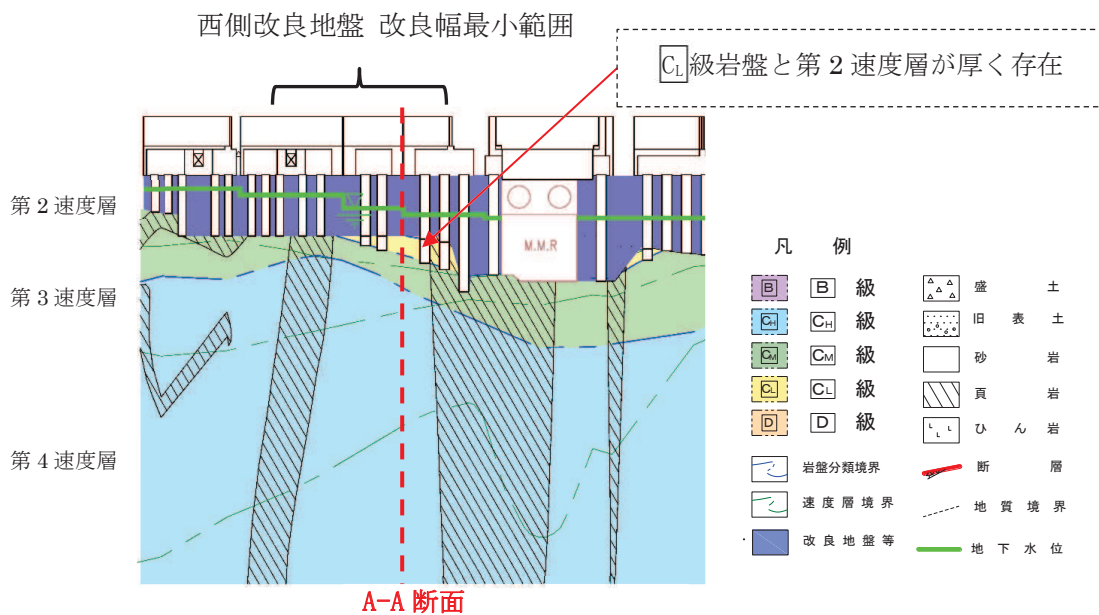 西側改良地盤 改良幅最小範囲
CL級岩盤と第2速度層が厚く存在
第2速度層
第3速度層
第4速度層
M.M.R
A-A 断面
凡 例
B B 級
CH CH 級
CM CM 級
CL CL 級
D D 級
岩盤分類境界
速度層境界
改良地盤等
盛 土
旧 表 土
砂 岩
頁 岩
ひ ん 岩
断 層
地 質 境 界
地 下 水 位